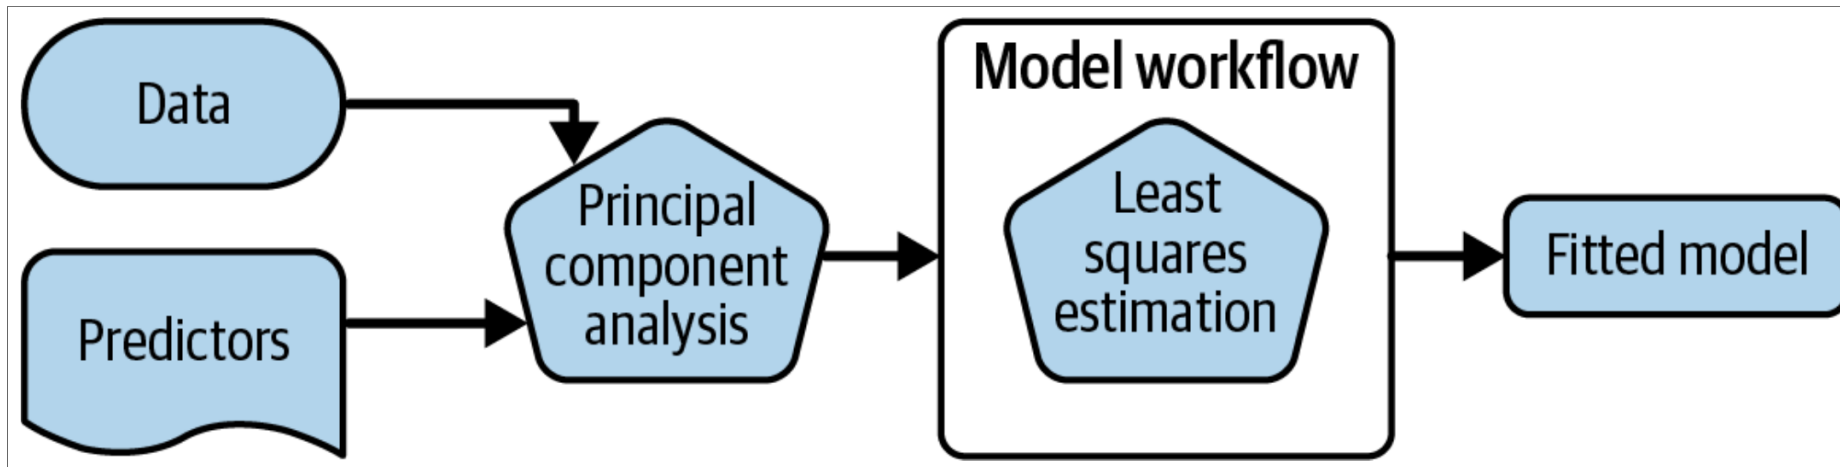 Data
Predictors
Principal
component
analysis
Model workflow
Least
squares
estimation
Fitted model